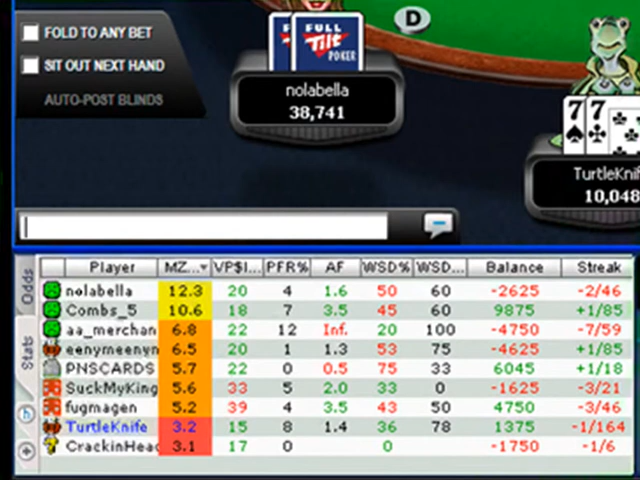 FOLD TO ANY BET
SIT OUT NEXT HAND
AUTO-POST BLINDS
FULL
Tilt
POKER
D
nolabella
38,741
7 7
TurtleKnif
10,048
Odds
Stats
Player MZ... VP$I... PFR% AF WSD% WSD... Balance Streak
nolabella 12.3 20 4 1.6 50 60 -2625 -2/46
Combs_5 10.6 18 7 3.5 45 60 9875 +1/85
aa_merchan 6.8 22 12 Inf. 20 100 -4750 -7/59
eenymeenyn 6.5 20 1 1.3 53 75 -4625 +1/85
PNSCARDS 5.7 22 0 0.5 75 33 6045 +1/18
SuckMyKing 5.6 33 5 2.0 33 0 -1625 -3/21
fugmagen 5.2 39 4 3.5 43 50 4750 -3/46
TurtleKnife 3.2 15 8 1.4 36 78 1375 -1/164
CrackinHeac 3.1 17 0 0 -1750 -1/6